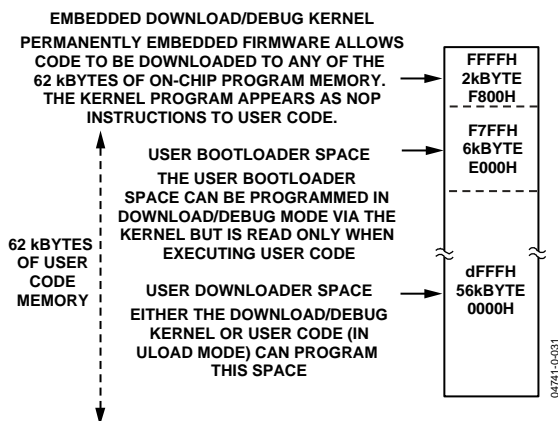 EMBEDDED DOWNLOAD/DEBUG KERNEL
PERMANENTLY EMBEDDED FIRMWARE ALLOWS
CODE TO BE DOWNLOADED TO ANY OF THE
62 kBYTES OF ON-CHIP PROGRAM MEMORY.
THE KERNEL PROGRAM APPEARS AS NOP
INSTRUCTIONS TO USER CODE.
FFFFH
2kBYTE
F800H
USER BOOTLOADER SPACE
THE USER BOOTLOADER
SPACE CAN BE PROGRAMMED IN
DOWNLOAD/DEBUG MODE VIA THE
KERNEL BUT IS READ ONLY WHEN
EXECUTING USER CODE
F7FFH
6kBYTE
E000H
62 kBYTES
OF USER
CODE
MEMORY
USER DOWNLOADER SPACE
EITHER THE DOWNLOAD/DEBUG
KERNEL OR USER CODE (IN
ULOAD MODE) CAN PROGRAM
THIS SPACE
dFFFH
56kBYTE
0000H
04741-0-031